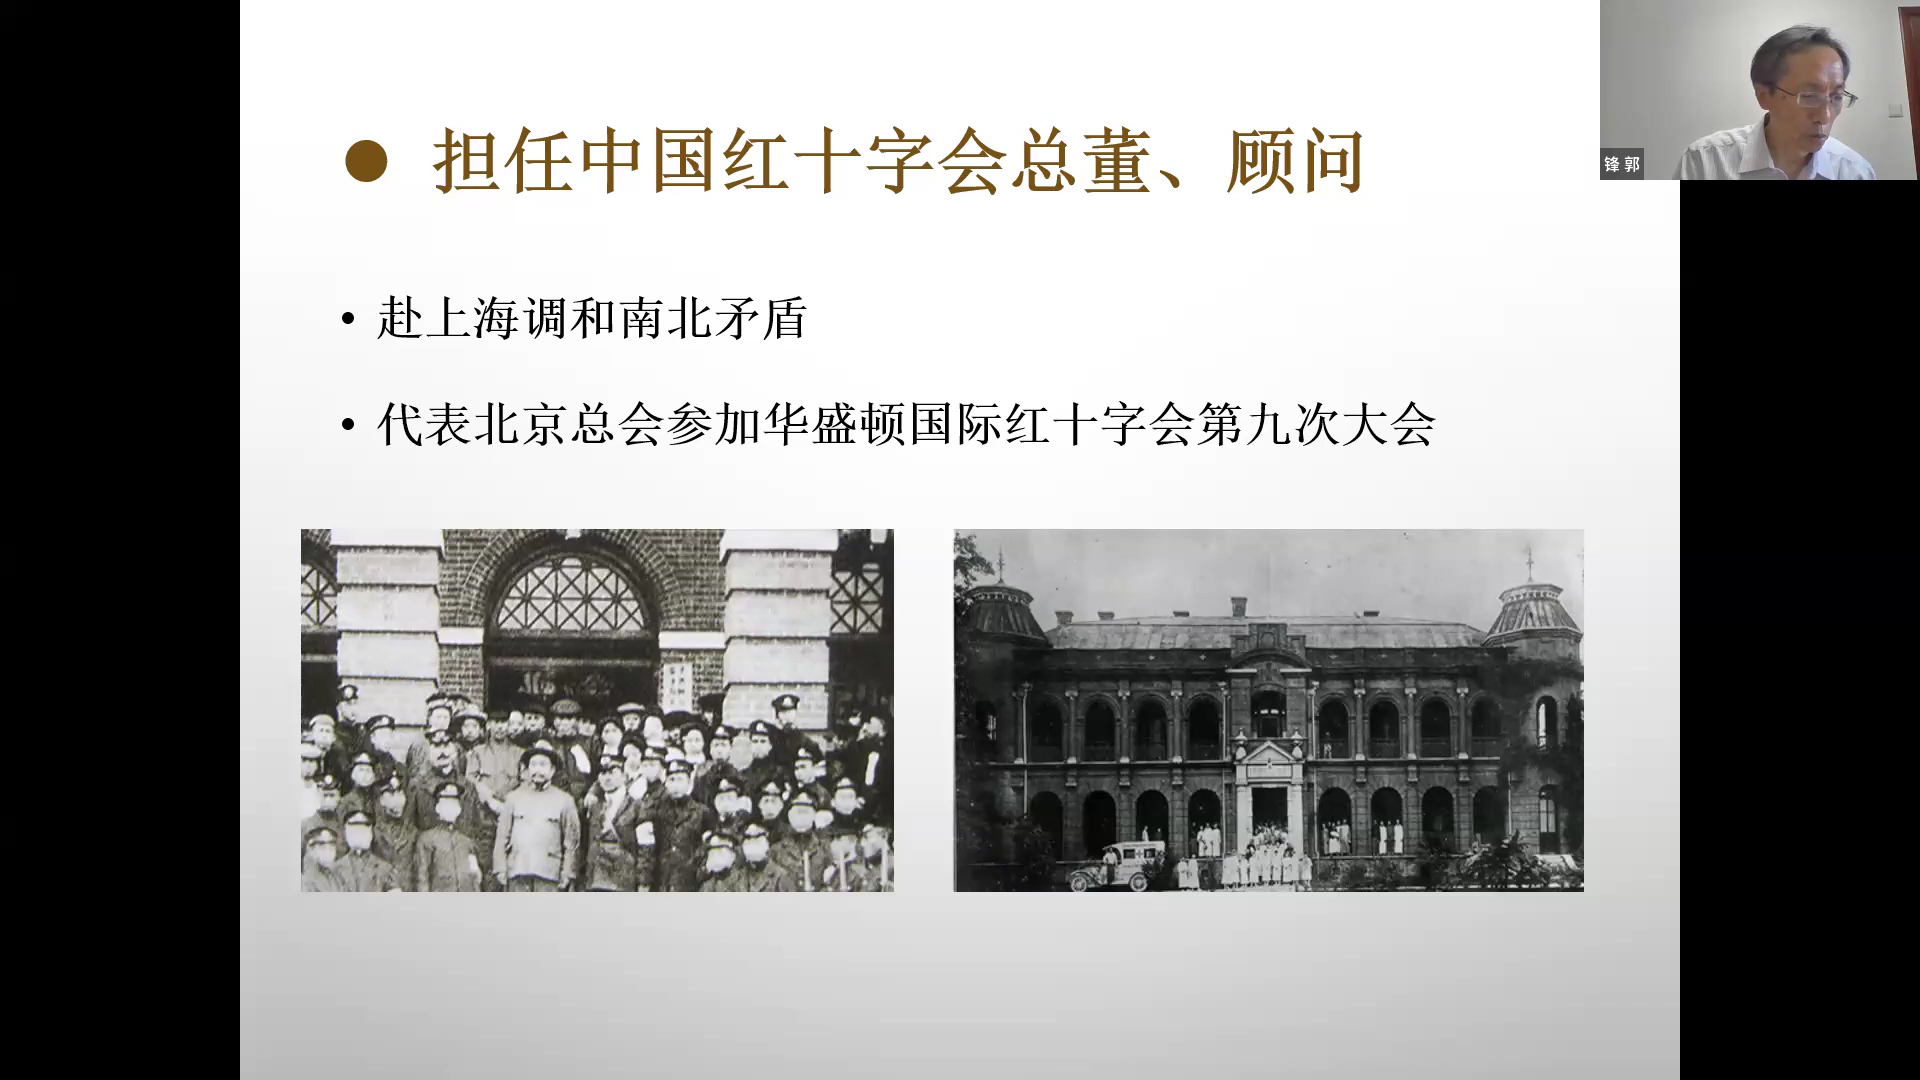 ● 担任中国红十字会总董、顾问
锋 郭
• 赴上海调和南北矛盾
• 代表北京总会参加华盛顿国际红十字会第九次大会